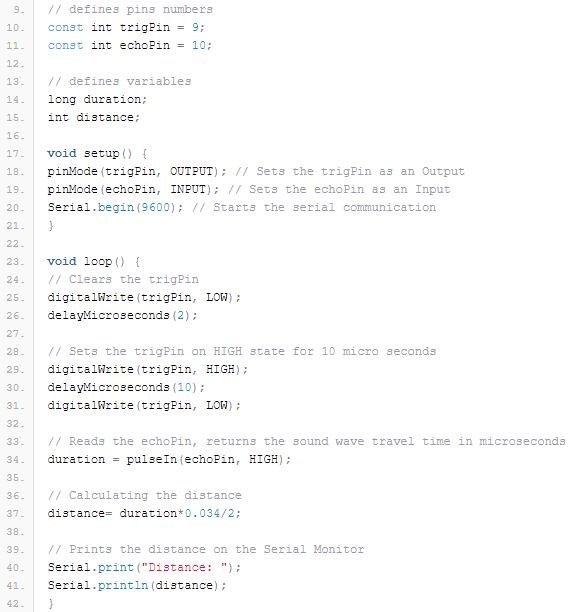 9. // defines pins numbers
10. const int trigPin = 9;
11. const int echoPin = 10;
12.
13. // defines variables
14. long duration;
15. int distance;
16.
17. void setup() {
18. pinMode(trigPin, OUTPUT); // Sets the trigPin as an Output
19. pinMode(echoPin, INPUT); // Sets the echoPin as an Input
20. Serial.begin(9600); // Starts the serial communication
21. }
22.
23. void loop() {
24. // Clears the trigPin
25. digitalWrite(trigPin, LOW);
26. delayMicroseconds(2);
27.
28. // Sets the trigPin on HIGH state for 10 micro seconds
29. digitalWrite(trigPin, HIGH);
30. delayMicroseconds(10);
31. digitalWrite(trigPin, LOW);
32.
33. // Reads the echoPin, returns the sound wave travel time in microseconds
34. duration = pulseIn(echoPin, HIGH);
35.
36. // Calculating the distance
37. distance= duration*0.034/2;
38.
39. // Prints the distance on the Serial Monitor
40. Serial.print("Distance: ");
41. Serial.println(distance);
42. }